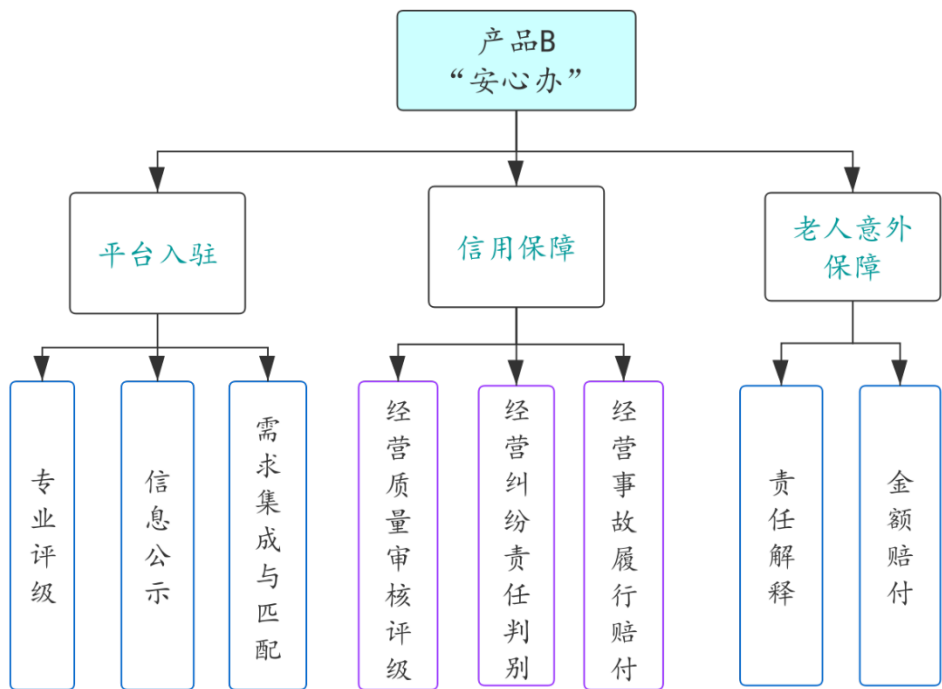 产品B
“安心办”
平台入驻
信用保障
老人意外
保障
专业评级
信息公示
需求集成与匹配
经营质量审核评级
经营纠纷责任判别
经营事故履行赔付
责任解释
金额赔付